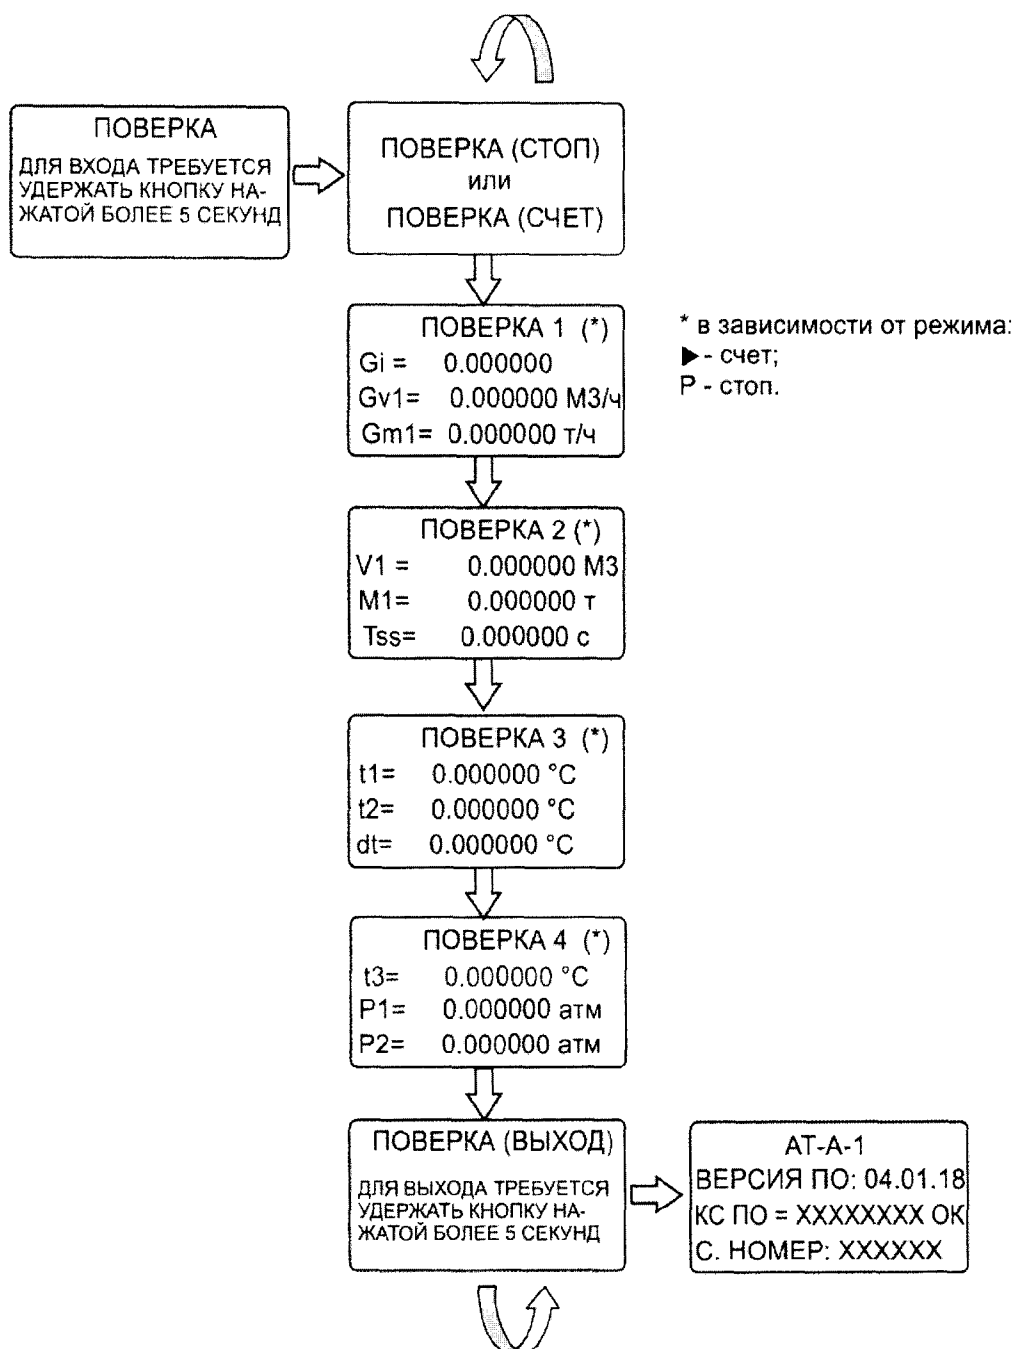 ПОВЕРКА
ДЛЯ ВХОДА ТРЕБУЕТСЯ
УДЕРЖАТЬ КНОПКУ НА-
ЖАТОЙ БОЛЕЕ 5 СЕКУНД
ПОВЕРКА (СТОП)
или
ПОВЕРКА (СЧЕТ)
ПОВЕРКА 1 (*)
Gi = 0.000000
Gv1= 0.000000 М3/ч
Gm1= 0.000000 т/ч
* в зависимости от режима:
▶ - счет;
P - стоп.
ПОВЕРКА 2 (*)
V1 = 0.000000 М3
M1= 0.000000 т
Tss= 0.000000 с
ПОВЕРКА 3 (*)
t1= 0.000000 °C
t2= 0.000000 °C
dt= 0.000000 °C
ПОВЕРКА 4 (*)
t3= 0.000000 °C
P1= 0.000000 атм
P2= 0.000000 атм
ПОВЕРКА (ВЫХОД)
ДЛЯ ВЫХОДА ТРЕБУЕТСЯ
УДЕРЖАТЬ КНОПКУ НА-
ЖАТОЙ БОЛЕЕ 5 СЕКУНД
АТ-А-1
ВЕРСИЯ ПО: 04.01.18
КС ПО = XXXXXXXX ОК
С. НОМЕР: XXXXXX